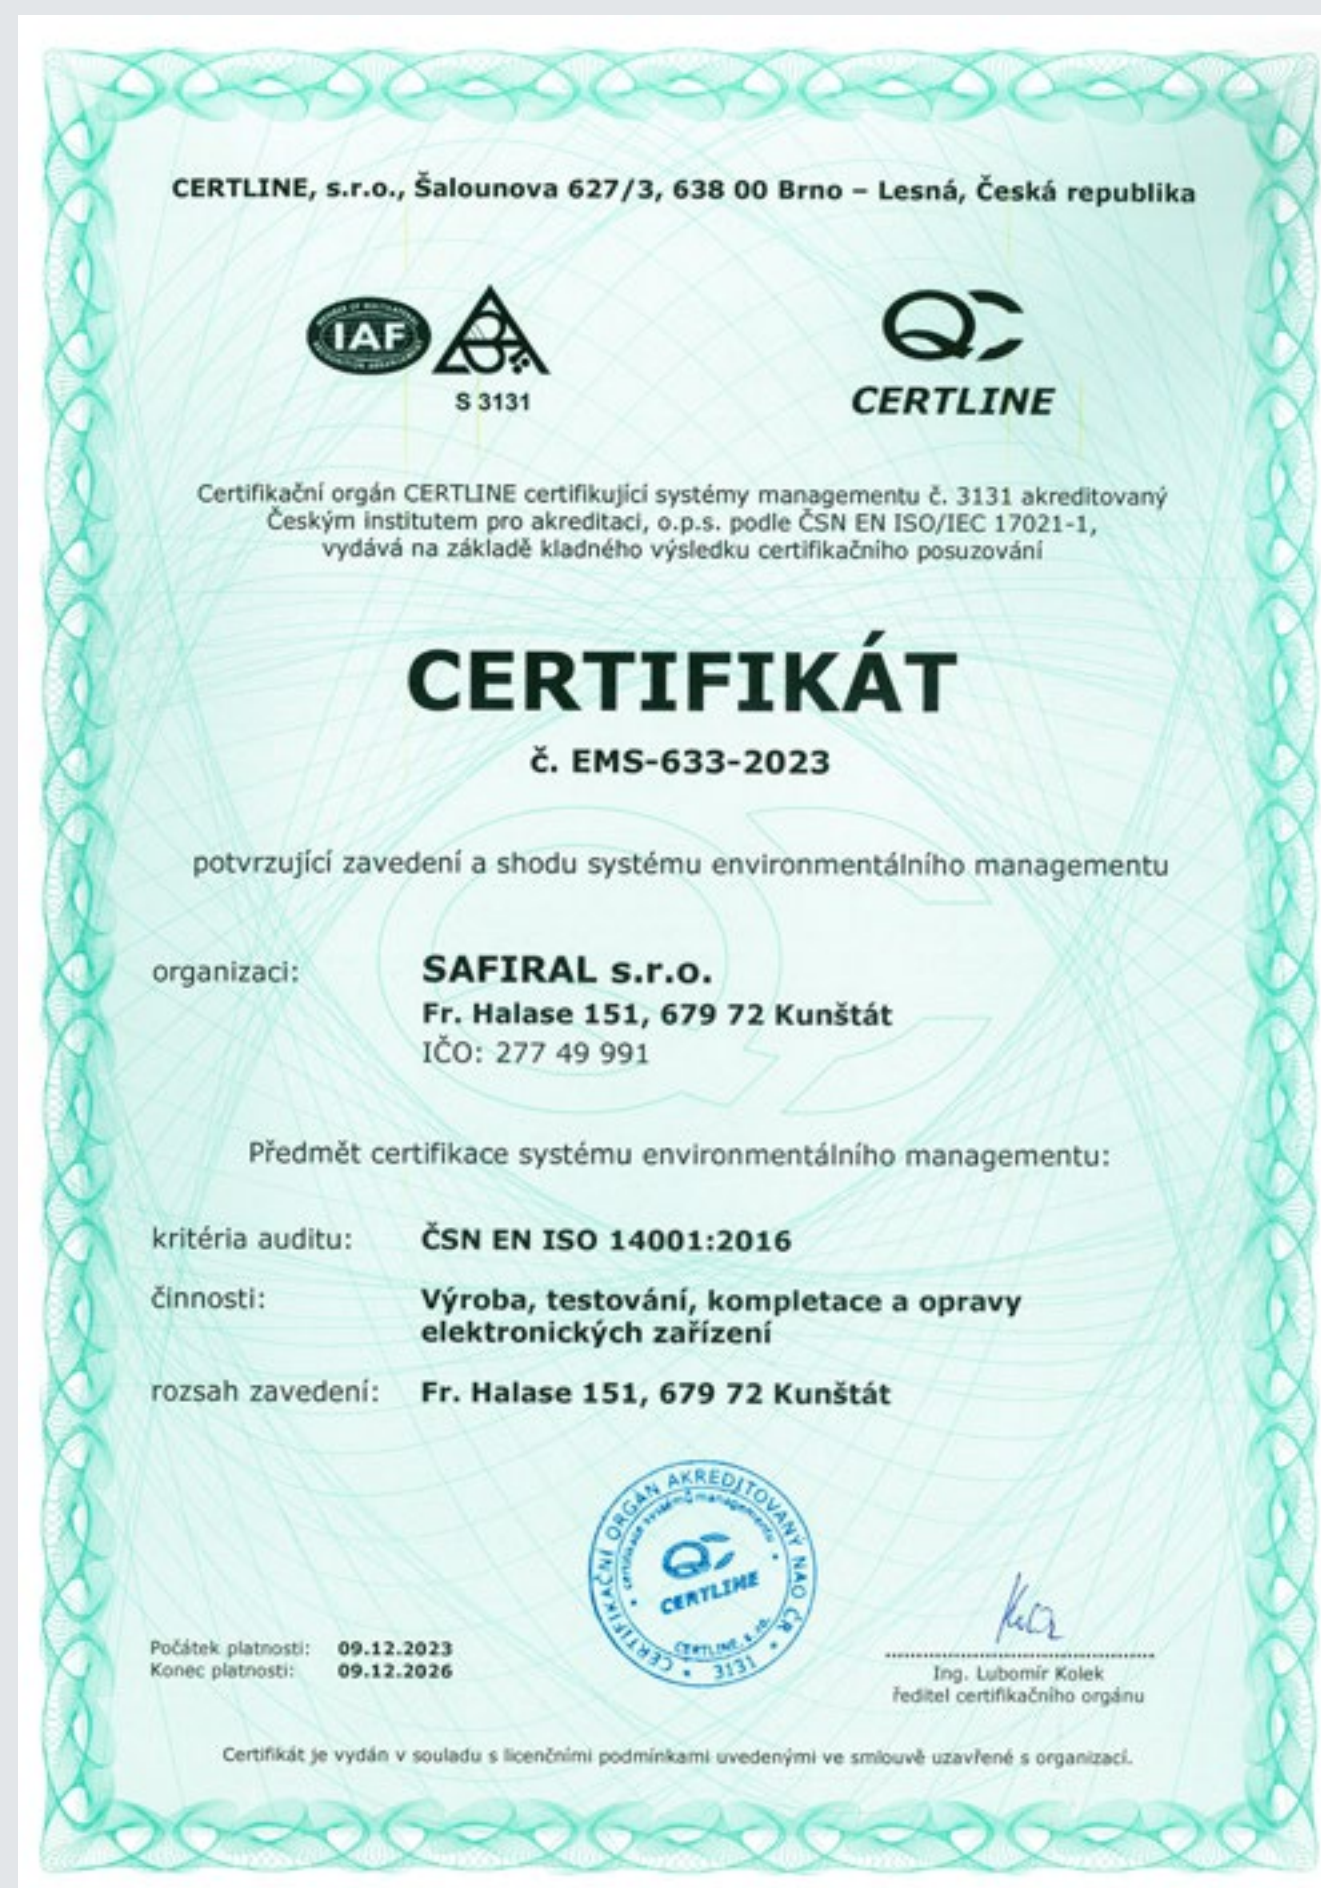 CERTLINE, s.r.o., Šalounova 627/3, 638 00 Brno – Lesná, Česká republika
IAF
S 3131
QC
CERTLINE
Certifikační orgán CERTLINE certifikující systémy managementu č. 3131 akreditovaný
Českým institutem pro akreditaci, o.p.s. podle ČSN EN ISO/IEC 17021-1,
vydává na základě kladného výsledku certifikačního posuzování
CERTIFIKÁT
č. EMS-633-2023
potvrzující zavedení a shodu systému environmentálního managementu
organizaci: SAFIRAL s.r.o.
Fr. Halase 151, 679 72 Kunštát
IČO: 277 49 991
Předmět certifikace systému environmentálního managementu:
kritéria auditu: ČSN EN ISO 14001:2016
činnosti: Výroba, testování, kompletace a opravy
elektronických zařízení
rozsah zavedení: Fr. Halase 151, 679 72 Kunštát
CERTIFIKAČNÍ ORGÁN AKREDITOVANÝ NAO ČR
certifikace systémů managementu
QC
CERTLINE
CERTLINE, s.r.o.
3131
Počátek platnosti: 09.12.2023
Konec platnosti: 09.12.2026
Ing. Lubomír Kolek
ředitel certifikačního orgánu
Certifikát je vydán v souladu s licenčními podmínkami uvedenými ve smlouvě uzavřené s organizací.